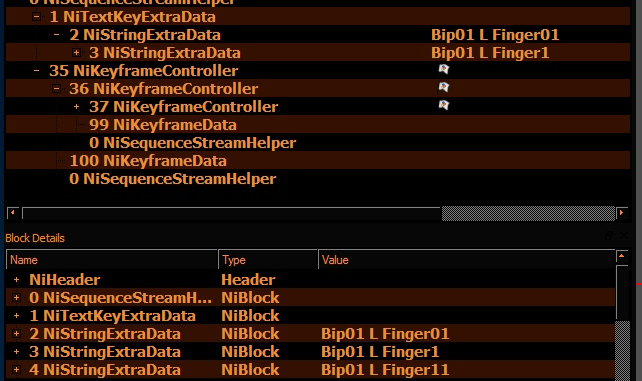 0 NiSequenceStreamHelper
1 NiTextKeyExtraData
2 NiStringExtraData Bip01 L Finger01
3 NiStringExtraData Bip01 L Finger1
35 NiKeyframeController
36 NiKeyframeController
37 NiKeyframeController
99 NiKeyframeData
0 NiSequenceStreamHelper
100 NiKeyframeData
0 NiSequenceStreamHelper
Block Details
Name Type Value
NiHeader Header
0 NiSequenceStreamH... NiBlock
1 NiTextKeyExtraData NiBlock
2 NiStringExtraData NiBlock Bip01 L Finger01
3 NiStringExtraData NiBlock Bip01 L Finger1
4 NiStringExtraData NiBlock Bip01 L Finger11